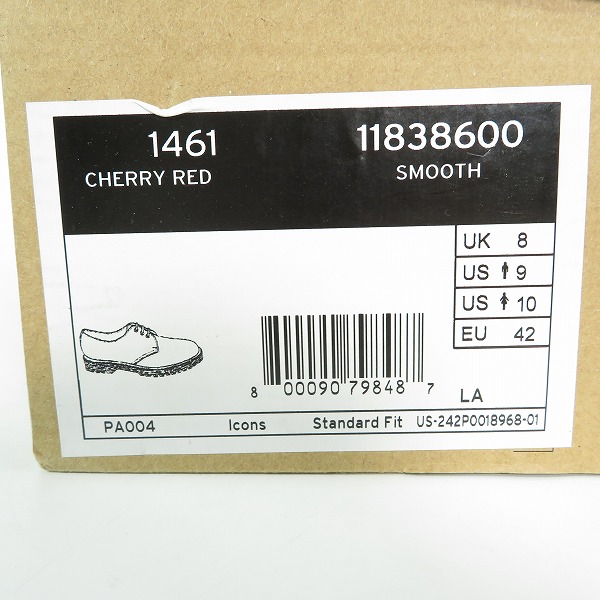 1461 11838600
CHERRY RED SMOOTH
UK 8
US 9
US 10
EU 42
8 00090 79848 7
LA
PA004 Icons Standard Fit US-242P0018968-01